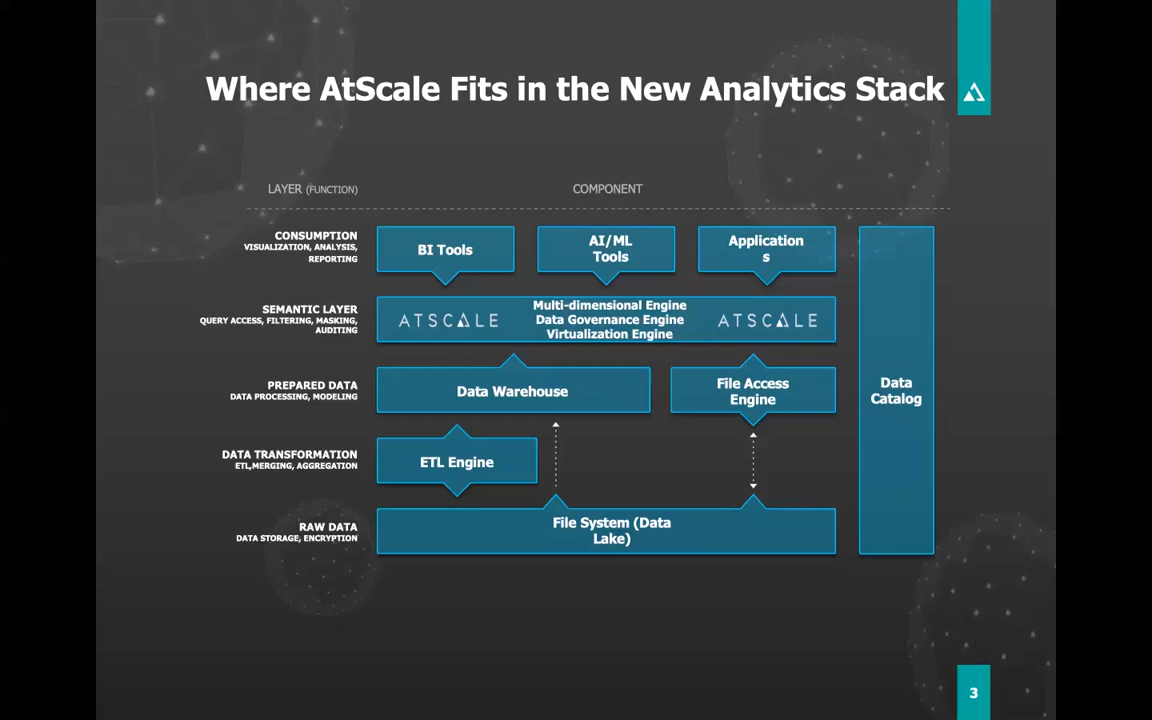 Where AtScale Fits in the New Analytics Stack
LAYER (FUNCTION)
COMPONENT
CONSUMPTION
VISUALIZATION, ANALYSIS,
REPORTING
BI Tools
AI/ML
Tools
Application
s
SEMANTIC LAYER
QUERY ACCESS, FILTERING, MASKING,
AUDITING
ATSCALE
Multi-dimensional Engine
Data Governance Engine
Virtualization Engine
ATSCALE
PREPARED DATA
DATA PROCESSING, MODELING
Data Warehouse
File Access
Engine
Data
Catalog
DATA TRANSFORMATION
ETL,MERGING, AGGREGATION
ETL Engine
RAW DATA
DATA STORAGE, ENCRYPTION
File System (Data
Lake)
3